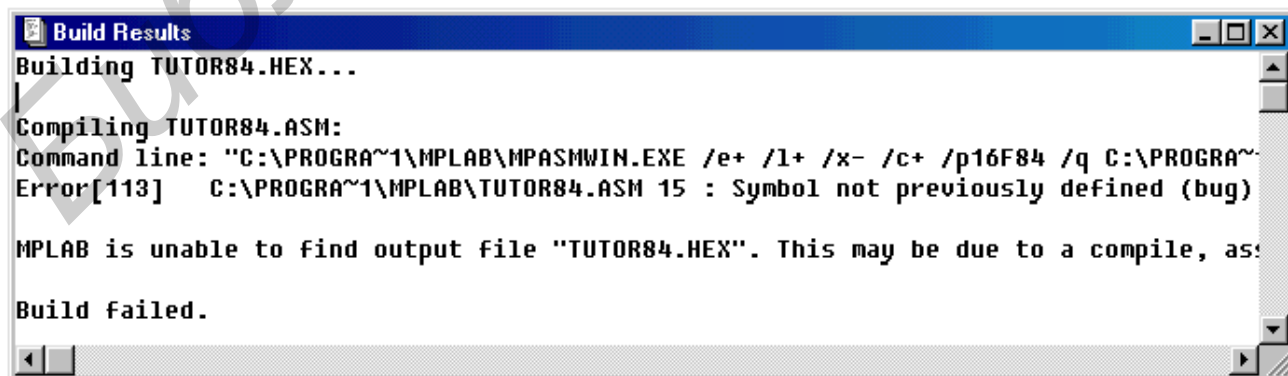 Build Results
Building TUTOR84.HEX...
Compiling TUTOR84.ASM:
Command line: "C:\PROGRA~1\MPLAB\MPASMWIN.EXE /e+ /l+ /x- /c+ /p16F84 /q C:\PROGRA~
Error[113]   C:\PROGRA~1\MPLAB\TUTOR84.ASM 15 : Symbol not previously defined (bug)
MPLAB is unable to find output file "TUTOR84.HEX". This may be due to a compile, as
Build failed.